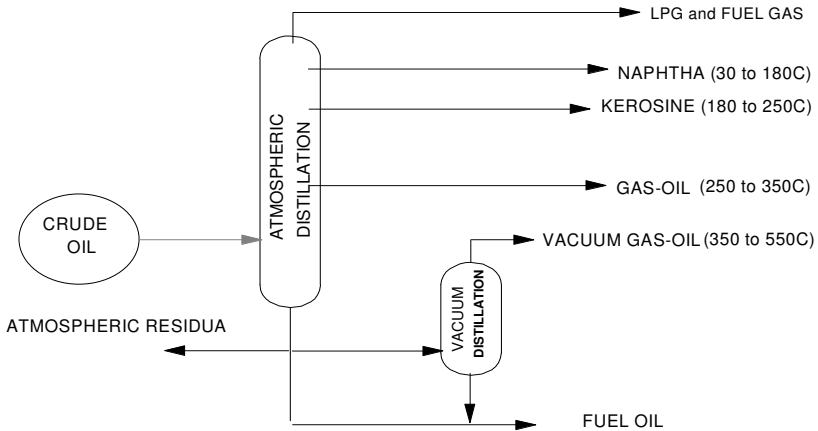 LPG and FUEL GAS
NAPHTHA (30 to 180C)
KEROSINE (180 to 250C)
ATMOSPHERIC
DISTILLATION
GAS-OIL (250 to 350C)
CRUDE
OIL
VACUUM GAS-OIL (350 to 550C)
VACUUM
DISTILLATION
ATMOSPHERIC RESIDUA
FUEL OIL